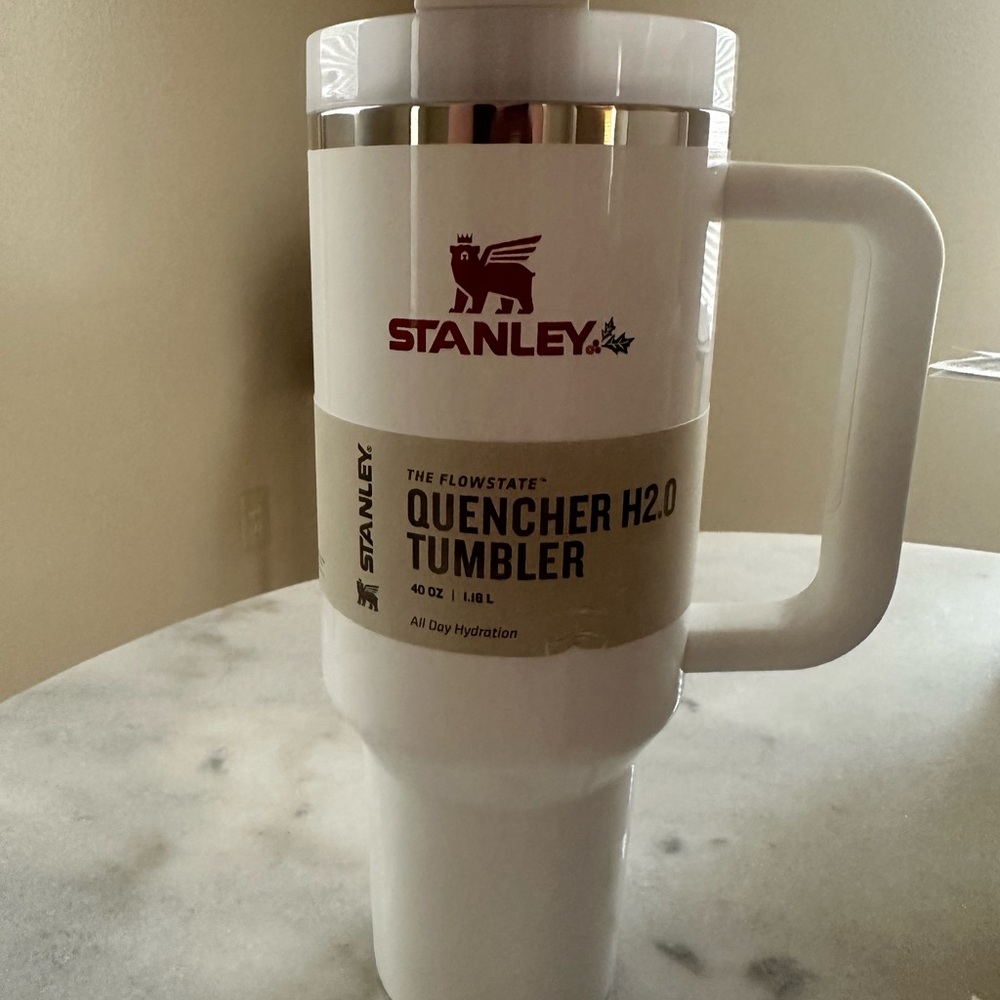 STANLEY
STANLEY®
THE FLOWSTATE™
QUENCHER H2.0
TUMBLER
40 OZ | 1.18 L
All Day Hydration